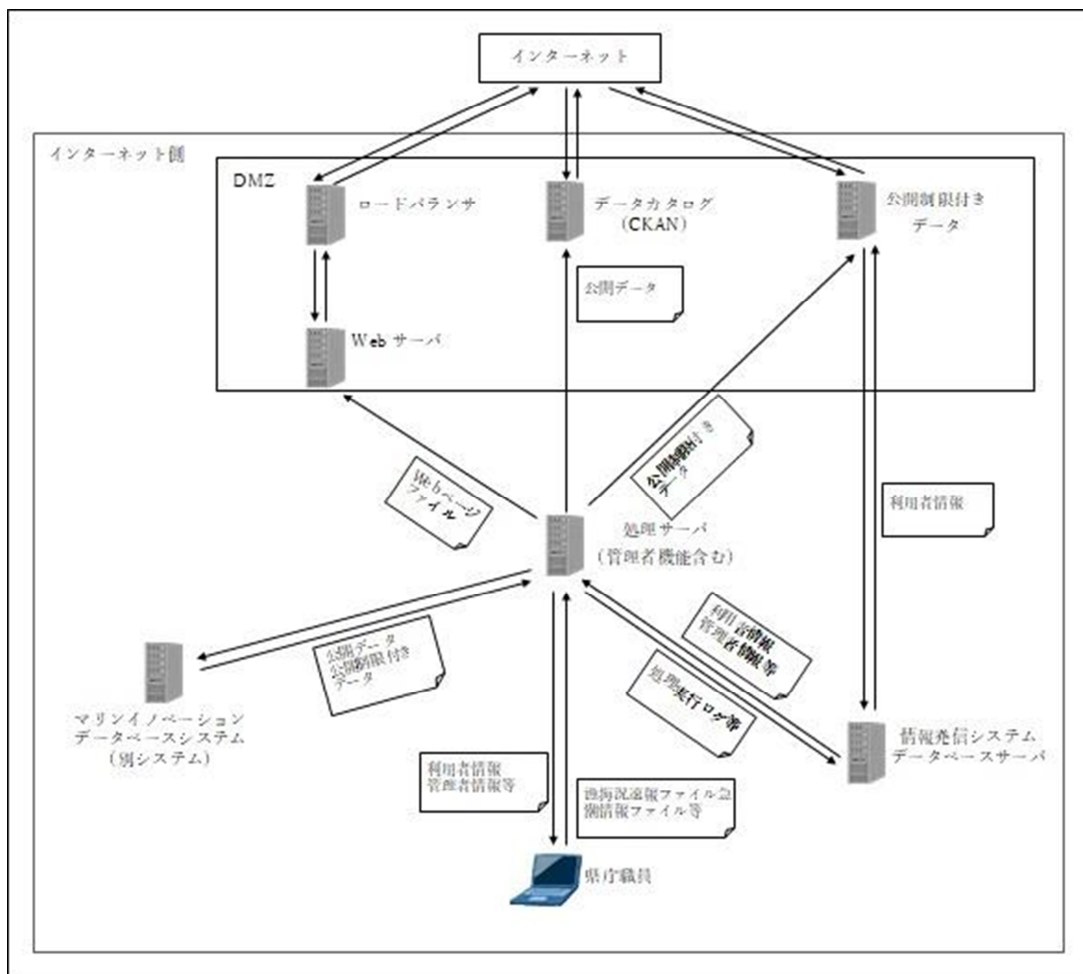 インターネット
インターネット側
DMZ
ロードバランサ
データカタログ
(CKAN)
公開制限付き
データ
公開データ
Web サーバ
公開制限付き
データ
Webページ
ファイル
利用者情報
処理サーバ
(管理者機能含む)
利用者情報
管理者情報等
公開データ
公開制限付き
データ
処理実行ログ等
マリンイノベーション
データベースシステム
(別システム)
情報発信システム
データベースサーバ
利用者情報
管理者情報等
漁海況速報ファイル急
潮情報ファイル等
県庁職員